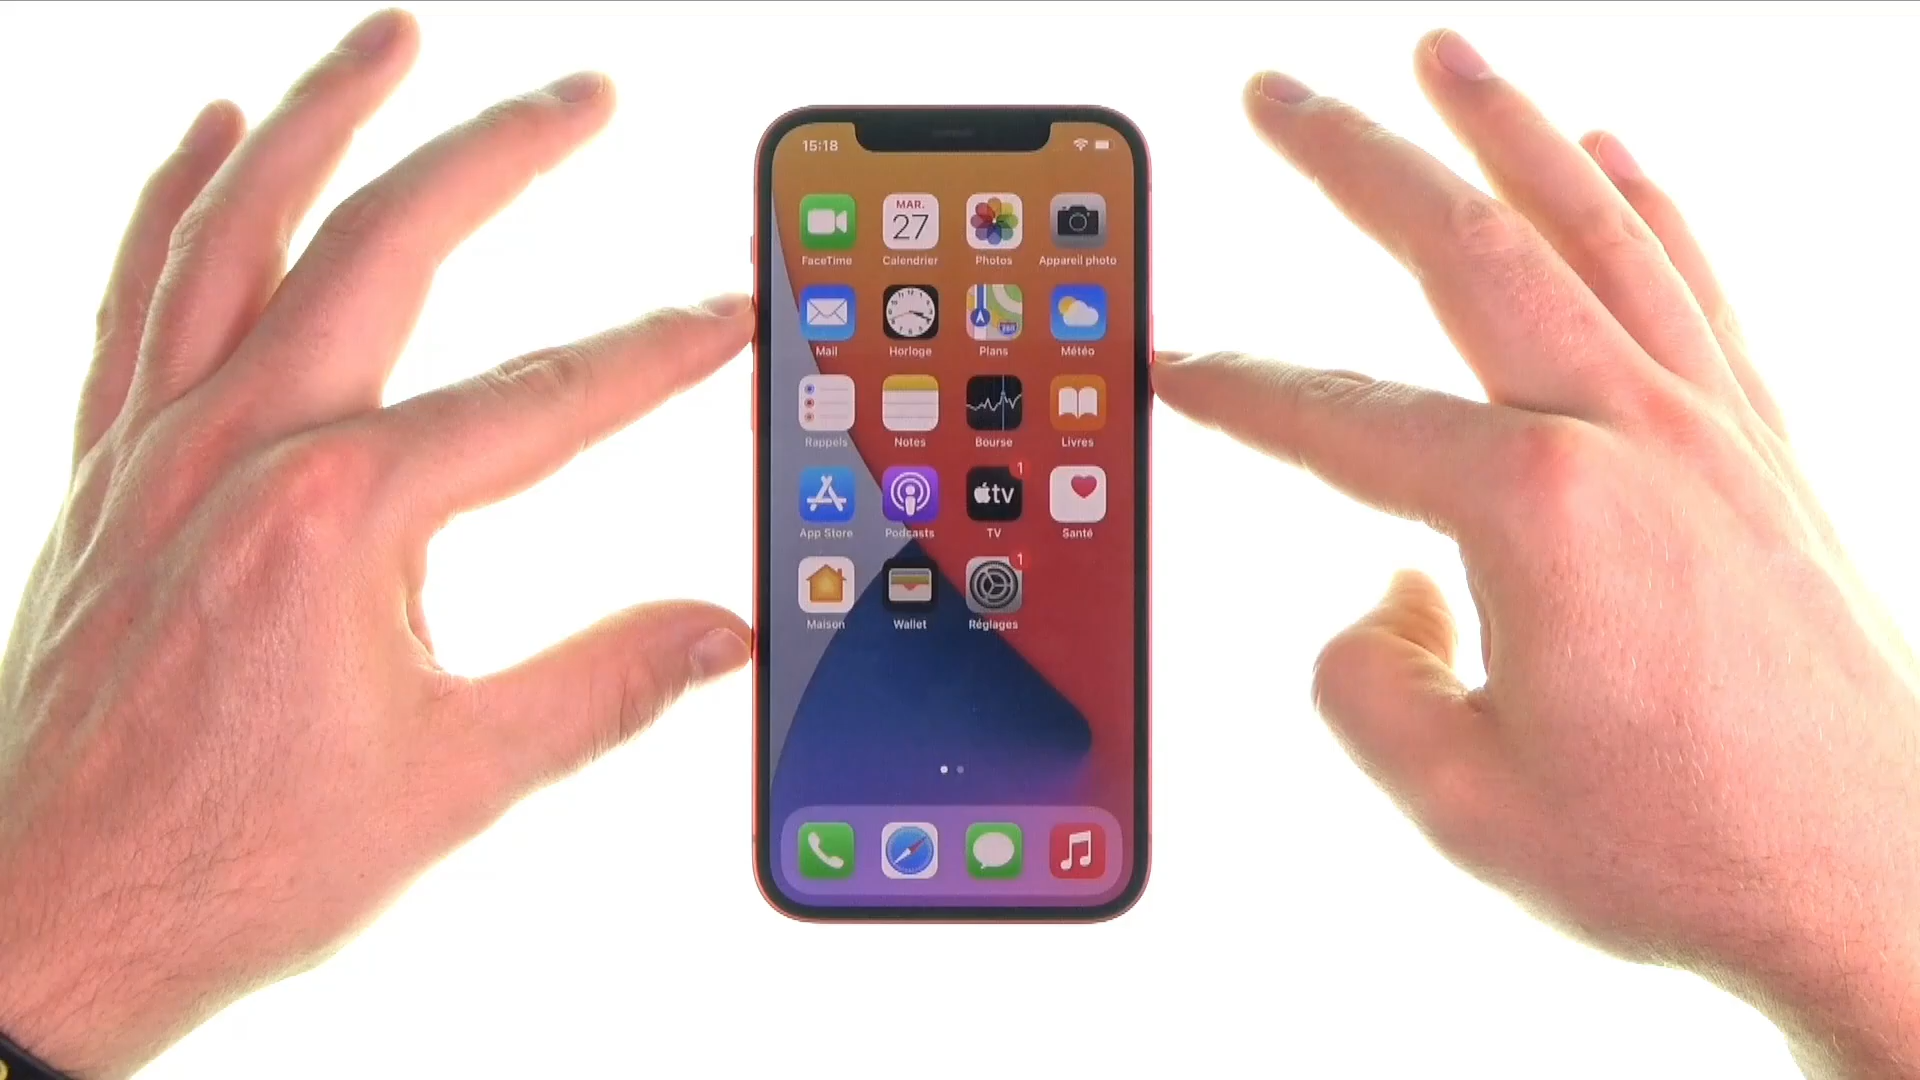 15:18
MAR.
27
FaceTime Calendrier Photos Appareil photo
Mail Horloge Plans Météo
Rappels Notes Bourse Livres
tv
1
App Store Podcasts TV Santé
1
Maison Wallet Réglages